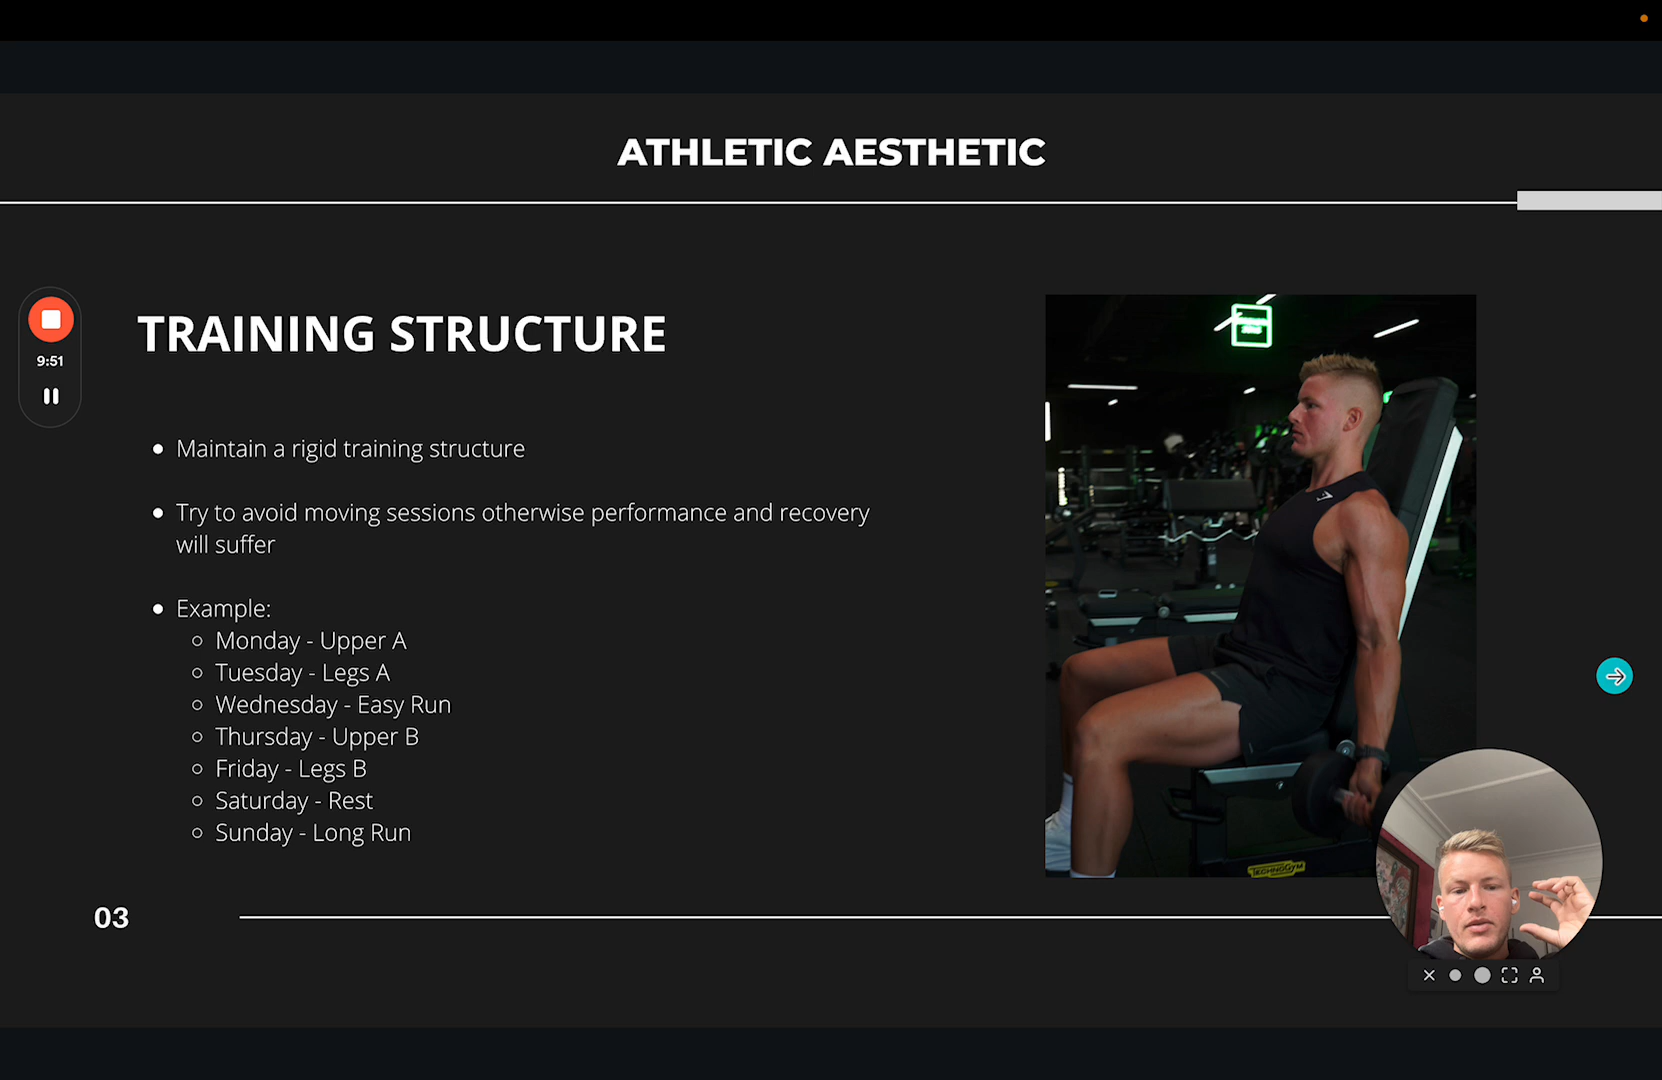 ATHLETIC AESTHETIC
TRAINING STRUCTURE
9:51
Maintain a rigid training structure
Try to avoid moving sessions otherwise performance and recovery
will suffer
Example:
Monday - Upper A
Tuesday - Legs A
Wednesday - Easy Run
Thursday - Upper B
Friday - Legs B
Saturday - Rest
Sunday - Long Run
TECHNOGYM
03